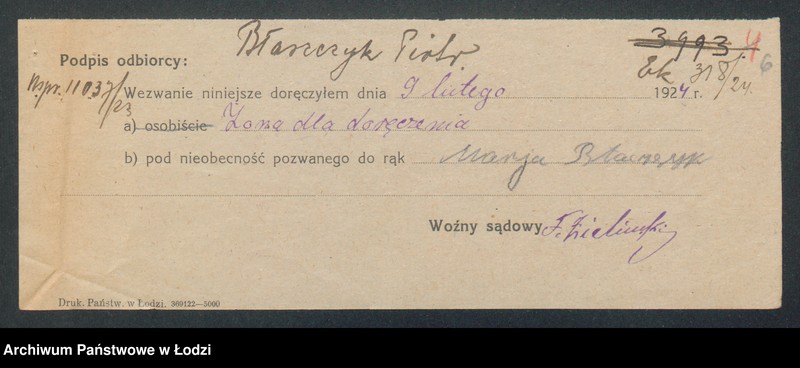 Błaszczyk Piotr
3993. 4
Podpis odbiorcy:
Ek 318/24. 6
Nspr. 11037/23
Wezwanie niniejsze doręczyłem dnia 9 lutego 1924 r.
a) osobiście Żoną dla doręczenia
b) pod nieobecność pozwanego do rąk Marja Błaszczyk
Woźny sądowy F. Zieliński
Druk. Państw. w Łodzi. 369122—5000
Archiwum Państwowe w Łodzi